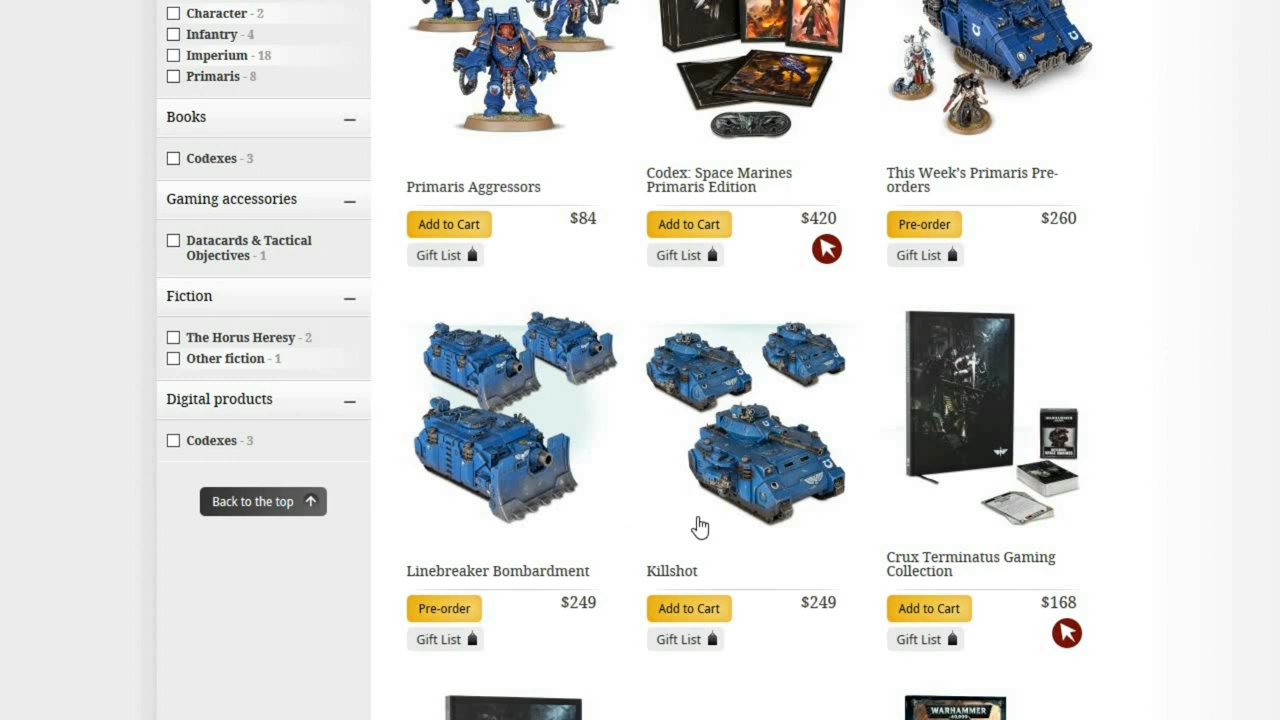 Character - 2
Infantry - 4
Imperium - 18
Primaris - 8
Books
Codexes - 3
Gaming accessories
Datacards & Tactical
Objectives - 1
Fiction
The Horus Heresy - 2
Other fiction - 1
Digital products
Codexes - 3
Back to the top
Primaris Aggressors
Add to Cart
$84
Gift List
Codex: Space Marines
Primaris Edition
Add to Cart
$420
Gift List
This Week's Primaris Pre-
orders
Pre-order
$260
Gift List
Linebreaker Bombardment
Pre-order
$249
Gift List
Killshot
Add to Cart
$249
Gift List
Crux Terminatus Gaming
Collection
Add to Cart
$168
Gift List
WARHAMMER
40,000